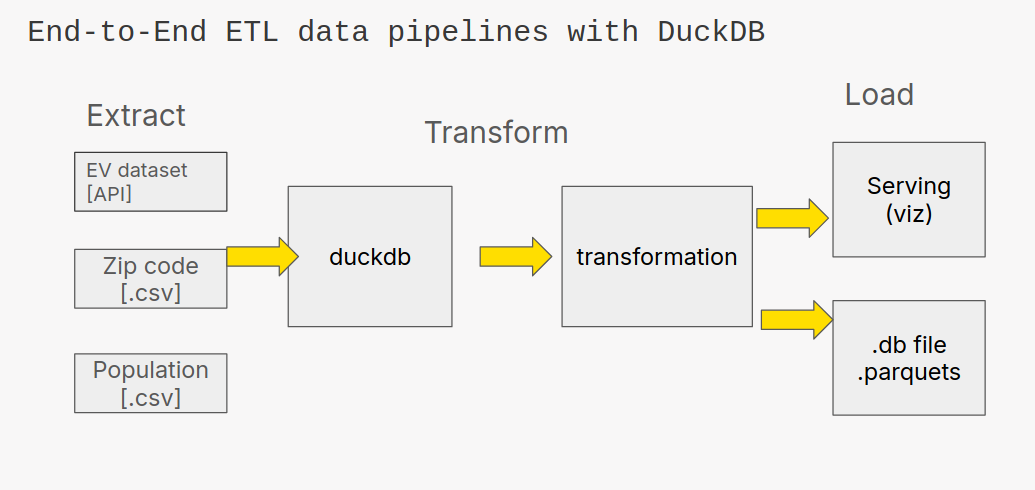 End-to-End ETL data pipelines with DuckDB
Extract
Transform
Load
EV dataset
[API]
Zip code
[.csv]
Population
[.csv]
duckdb
transformation
Serving
(viz)
.db file
.parquets